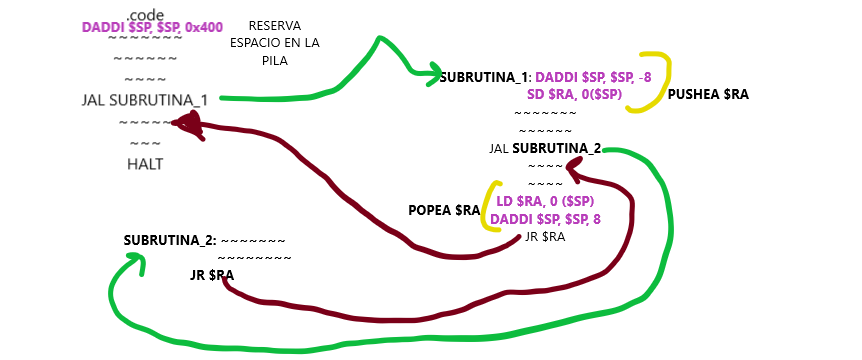 .code
DADDI $SP, $SP, 0x400
~~~~~~~
~~~~~~
~~~~
JAL SUBRUTINA_1
~~~~~
~~~
HALT
RESERVA
ESPACIO EN LA
PILA
SUBRUTINA_1: DADDI $SP, $SP, -8
SD $RA, 0($SP)
PUSHEA $RA
~~~~~~~
~~~~~~
JAL SUBRUTINA_2
~~~~
~~~~
POPEA $RA
LD $RA, 0 ($SP)
DADDI $SP, $SP, 8
JR $RA
SUBRUTINA_2: ~~~~~~~
~~~~~~~~
JR $RA